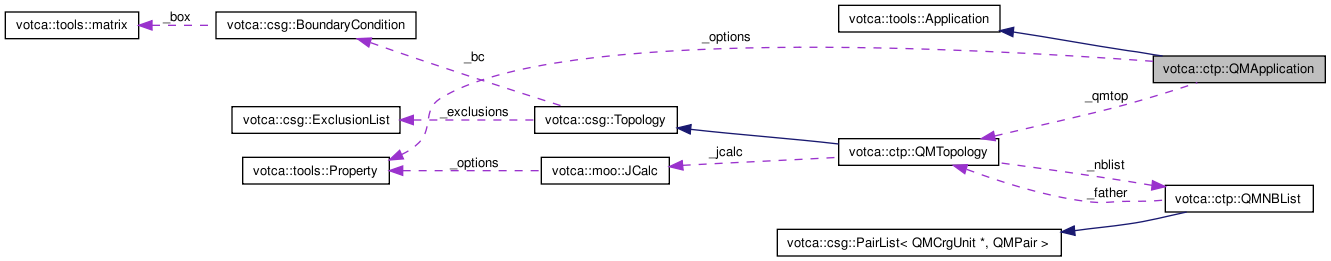 votca::tools::matrix
_box
votca::csg::BoundaryCondition
votca::tools::Application
_options
_bc
votca::ctp::QMApplication
_qmtop
votca::csg::ExclusionList
_exclusions
votca::csg::Topology
votca::ctp::QMTopology
_jcalc
votca::tools::Property
_options
votca::moo::JCalc
_nblist
_father
votca::ctp::QMNBList
votca::csg::PairList< QMCrgUnit *, QMPair >